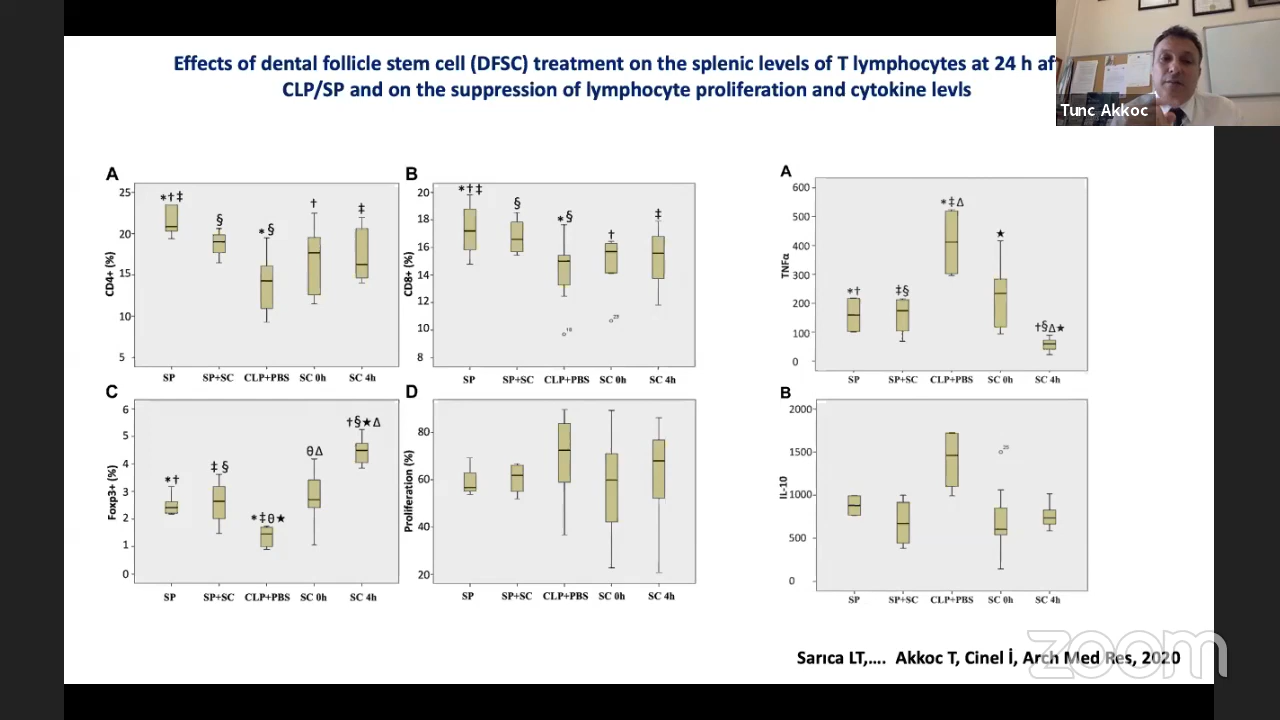 Effects of dental follicle stem cell (DFSC) treatment on the splenic levels of T lymphocytes at 24 h af
CLP/SP and on the suppression of lymphocyte proliferation and cytokine levls
Tunc Akkoc
A
CD4+ (%)
25
20
15
10
5
*†‡
§
*§
†
‡
SP
SP+SC
CLP+PBS
SC 0h
SC 4h
B
CD8+ (%)
20
18
16
14
12
10
8
*†‡
§
*§
†
‡
18
SP
SP+SC
CLP+PBS
SC 0h
SC 4h
A
TNFα
600
500
400
300
200
100
0
*†
‡§
*‡Δ
★
†§Δ★
SP
SP+SC
CLP+PBS
SC 0h
SC 4h
C
Foxp3+ (%)
6
5
4
3
2
1
0
*†
‡§
*‡θ★
θΔ
†§★Δ
SP
SP+SC
CLP+PBS
SC 0h
SC 4h
D
Proliferation (%)
80
60
40
20
SP
SP+SC
CLP+PBS
SC 0h
SC 4h
B
IL-10
2000
1500
1000
500
0
SP
SP+SC
CLP+PBS
SC 0h
SC 4h
Sarıca LT,.... Akkoc T, Cinel İ, Arch Med Res, 2020
zoom